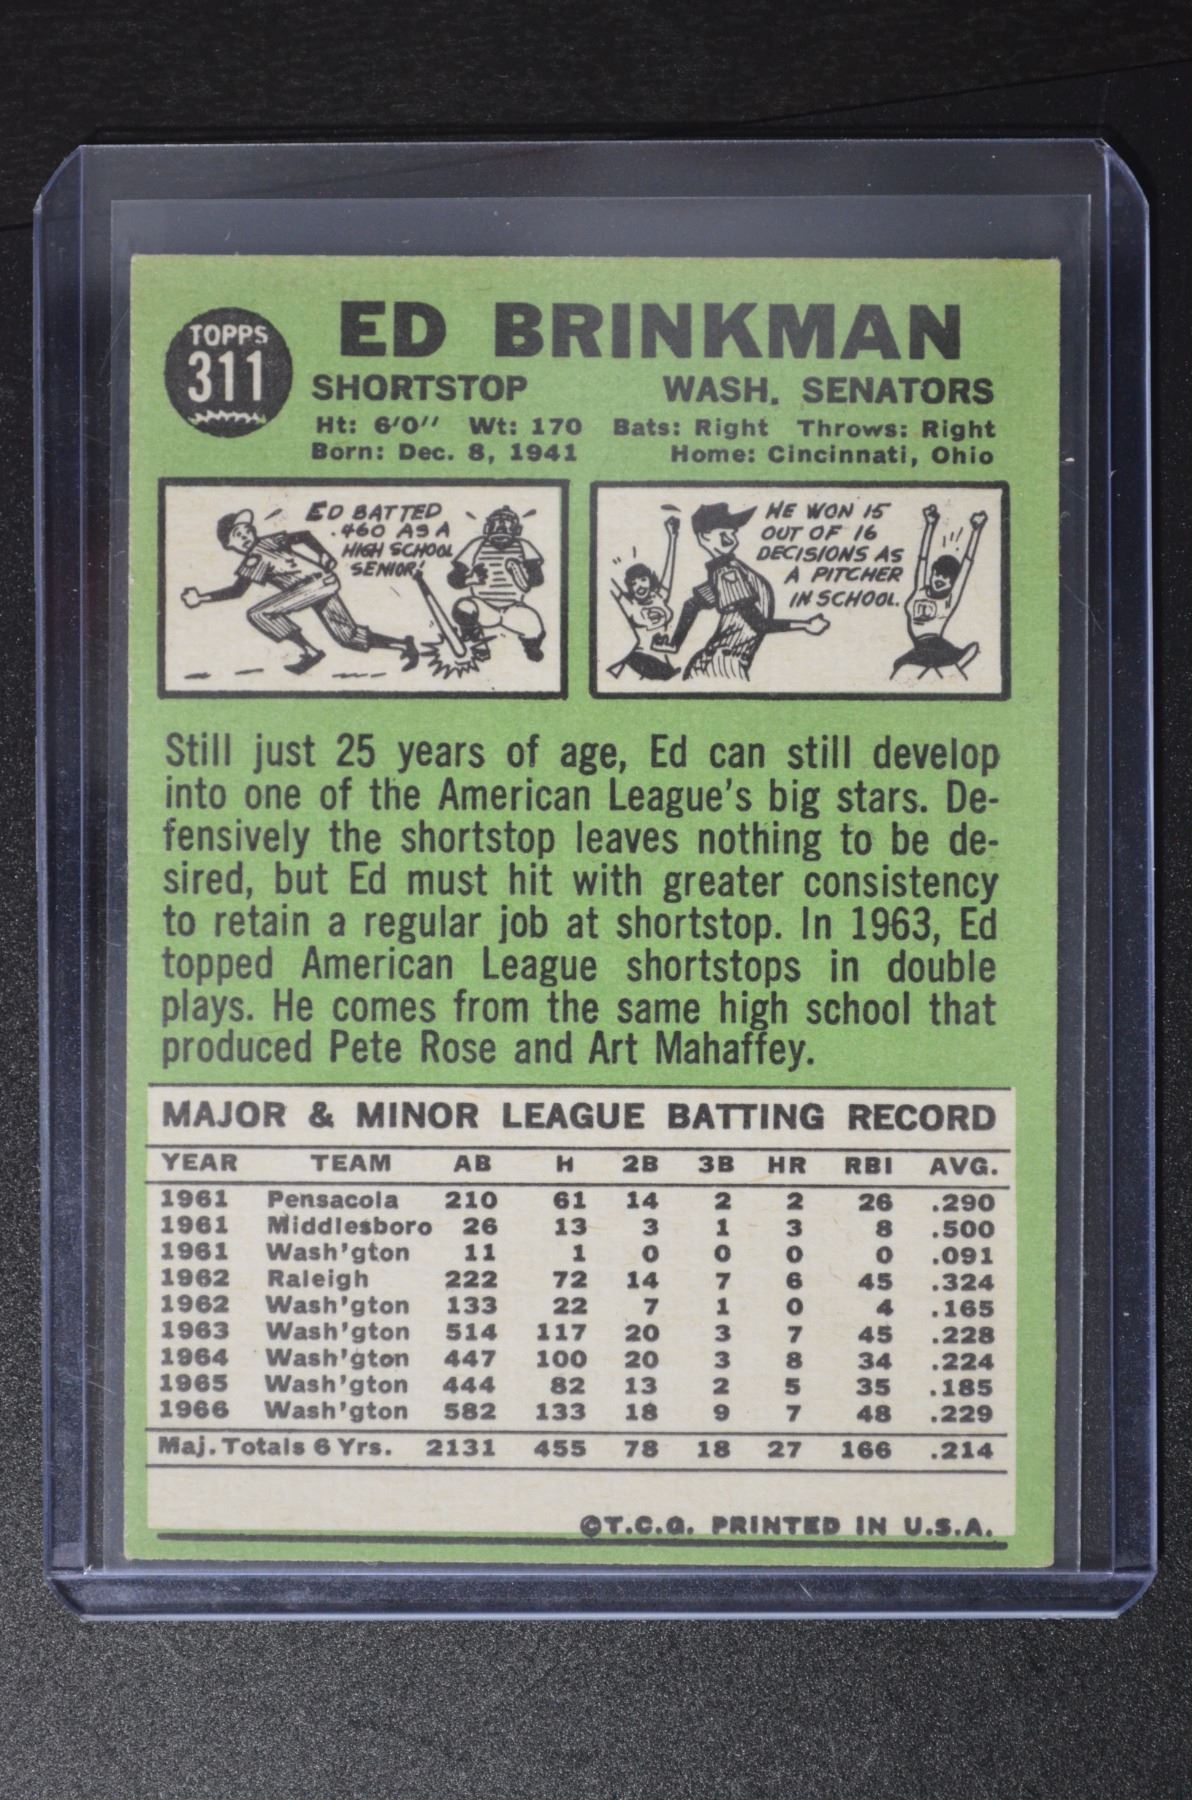 TOPPS
311
ED BRINKMAN
SHORTSTOP WASH. SENATORS
Ht: 6'0" Wt: 170 Bats: Right Throws: Right
Born: Dec. 8, 1941 Home: Cincinnati, Ohio
ED BATTED
.460 AS A
HIGH SCHOOL
SENIOR!
HE WON 15
OUT OF 16
DECISIONS AS
A PITCHER
IN SCHOOL.
Still just 25 years of age, Ed can still develop
into one of the American League's big stars. De-
fensively the shortstop leaves nothing to be de-
sired, but Ed must hit with greater consistency
to retain a regular job at shortstop. In 1963, Ed
topped American League shortstops in double
plays. He comes from the same high school that
produced Pete Rose and Art Mahaffey.
MAJOR & MINOR LEAGUE BATTING RECORD
YEAR TEAM AB H 2B 3B HR RBI AVG.
1961 Pensacola 210 61 14 2 2 26 .290
1961 Middlesboro 26 13 3 1 3 8 .500
1961 Wash'gton 11 1 0 0 0 0 .091
1962 Raleigh 222 72 14 7 6 45 .324
1962 Wash'gton 133 22 7 1 0 4 .165
1963 Wash'gton 514 117 20 3 7 45 .228
1964 Wash'gton 447 100 20 3 8 34 .224
1965 Wash'gton 444 82 13 2 5 35 .185
1966 Wash'gton 582 133 18 9 7 48 .229
Maj. Totals 6 Yrs. 2131 455 78 18 27 166 .214
©T.C.G. PRINTED IN U.S.A.